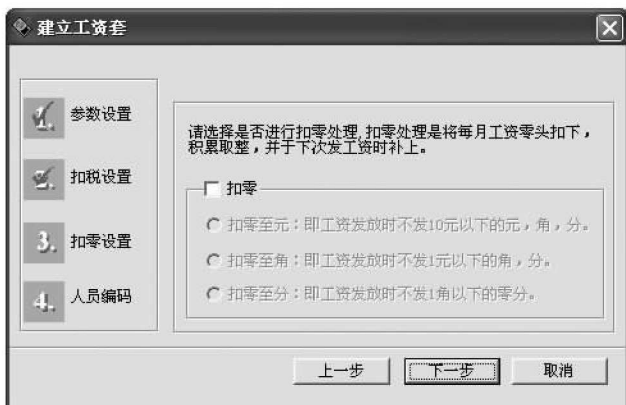 建立工资套
1. 参数设置
2. 扣税设置
3. 扣零设置
4. 人员编码
请选择是否进行扣零处理,扣零处理是将每月工资零头扣下，
积累取整，并于下次发工资时补上。
扣零
扣零至元：即工资发放时不发10元以下的元，角，分。
扣零至角：即工资发放时不发1元以下的角，分。
扣零至分：即工资发放时不发1角以下的零分。
上一步
下一步
取消